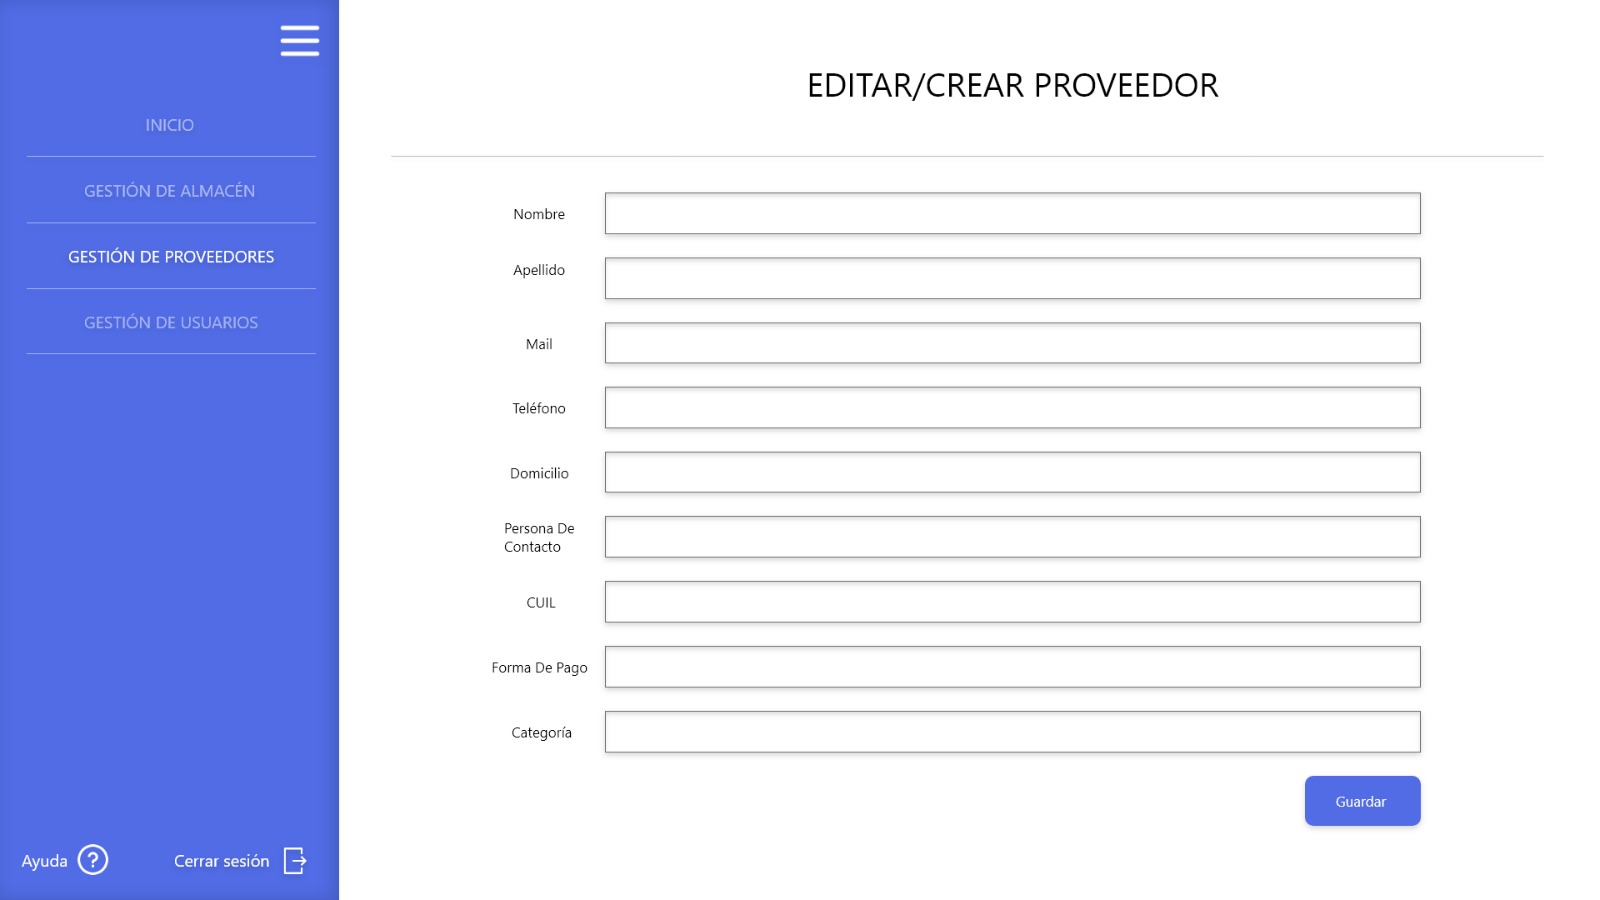 INICIO
GESTIÓN DE ALMACÉN
GESTIÓN DE PROVEEDORES
GESTIÓN DE USUARIOS
Ayuda ?
Cerrar sesión
EDITAR/CREAR PROVEEDOR
Nombre
Apellido
Mail
Teléfono
Domicilio
Persona De
Contacto
CUIL
Forma De Pago
Categoría
Guardar